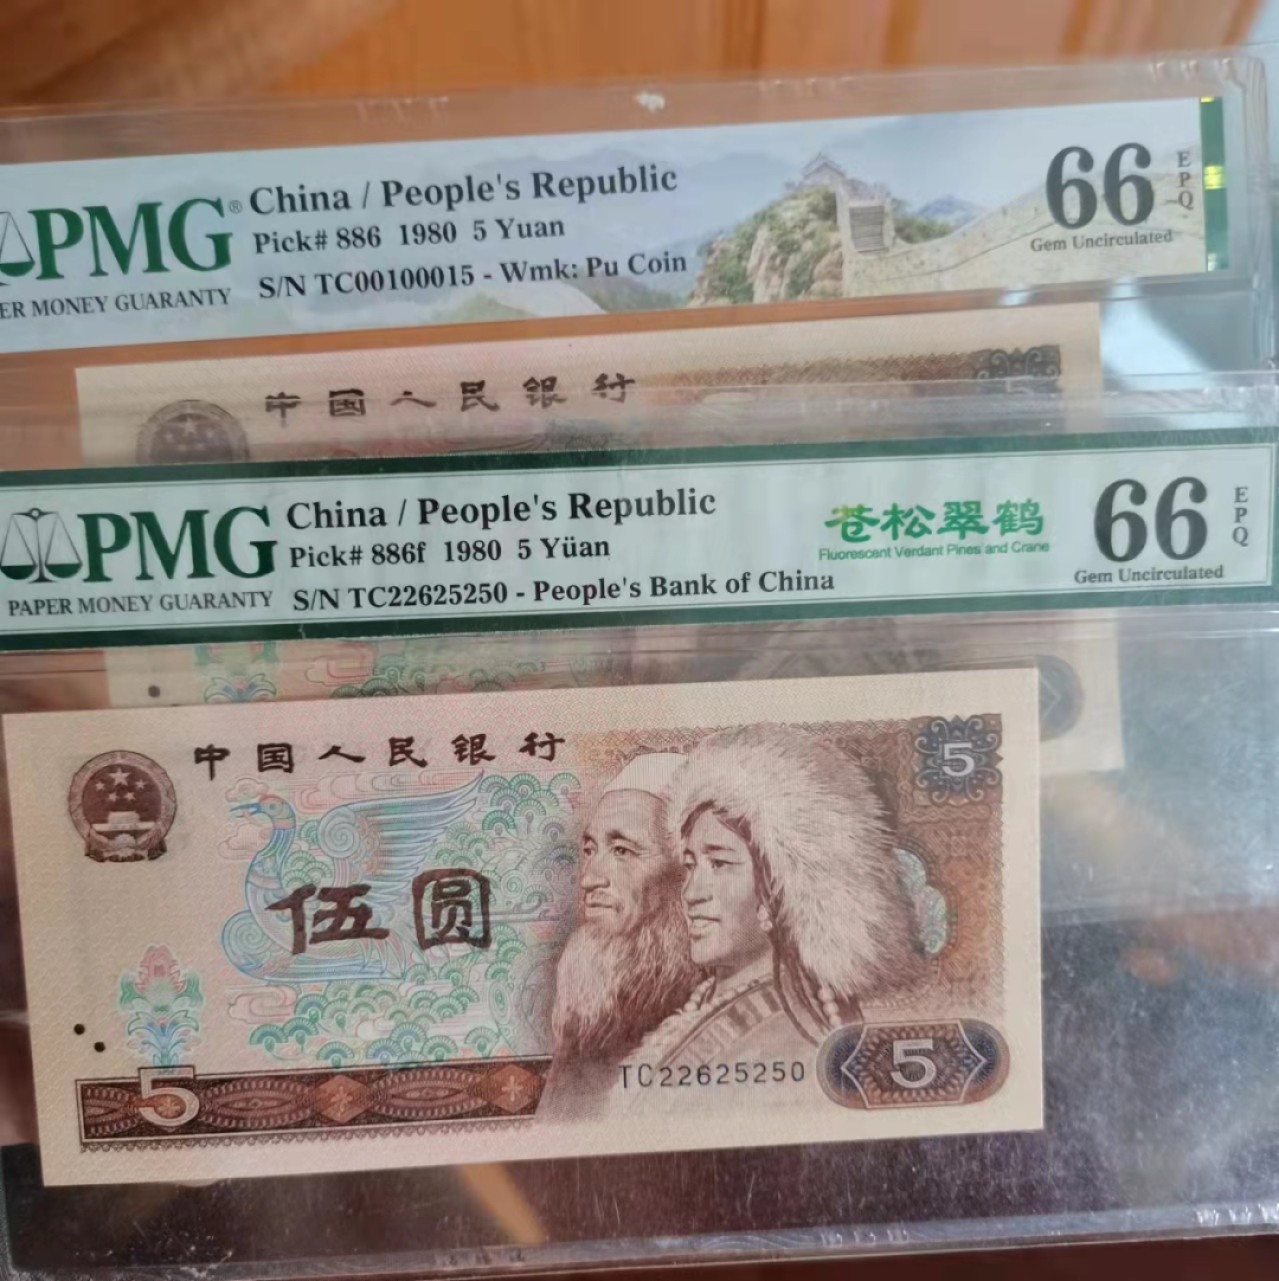 PMG®
ER MONEY GUARANTY
China / People's Republic
Pick# 886 1980 5 Yuan
S/N TC00100015 - Wmk: Pu Coin
66
EPQ
Gem Uncirculated
中国人民银行
PMG
PAPER MONEY GUARANTY
China / People's Republic
Pick# 886f 1980 5 Yüan
S/N TC22625250 - People's Bank of China
苍松翠鹤
Fluorescent Verdant Pines and Crane
66
EPQ
Gem Uncirculated
中国人民银行
5
伍圆
TC22625250
5
5